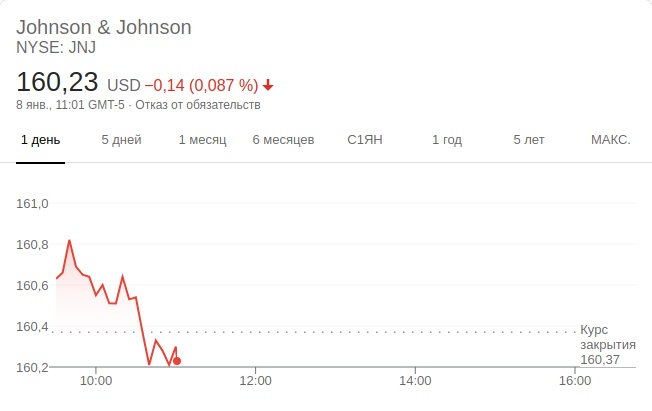 Johnson & Johnson
NYSE: JNJ
160,23 USD −0,14 (0,087 %)
8 янв., 11:01 GMT-5 · Отказ от обязательств
1 день 5 дней 1 месяц 6 месяцев С1ЯН 1 год 5 лет МАКС.
161,0
160,8
160,6
160,4
Курс
закрытия
160,37
160,2
10:00 12:00 14:00 16:00